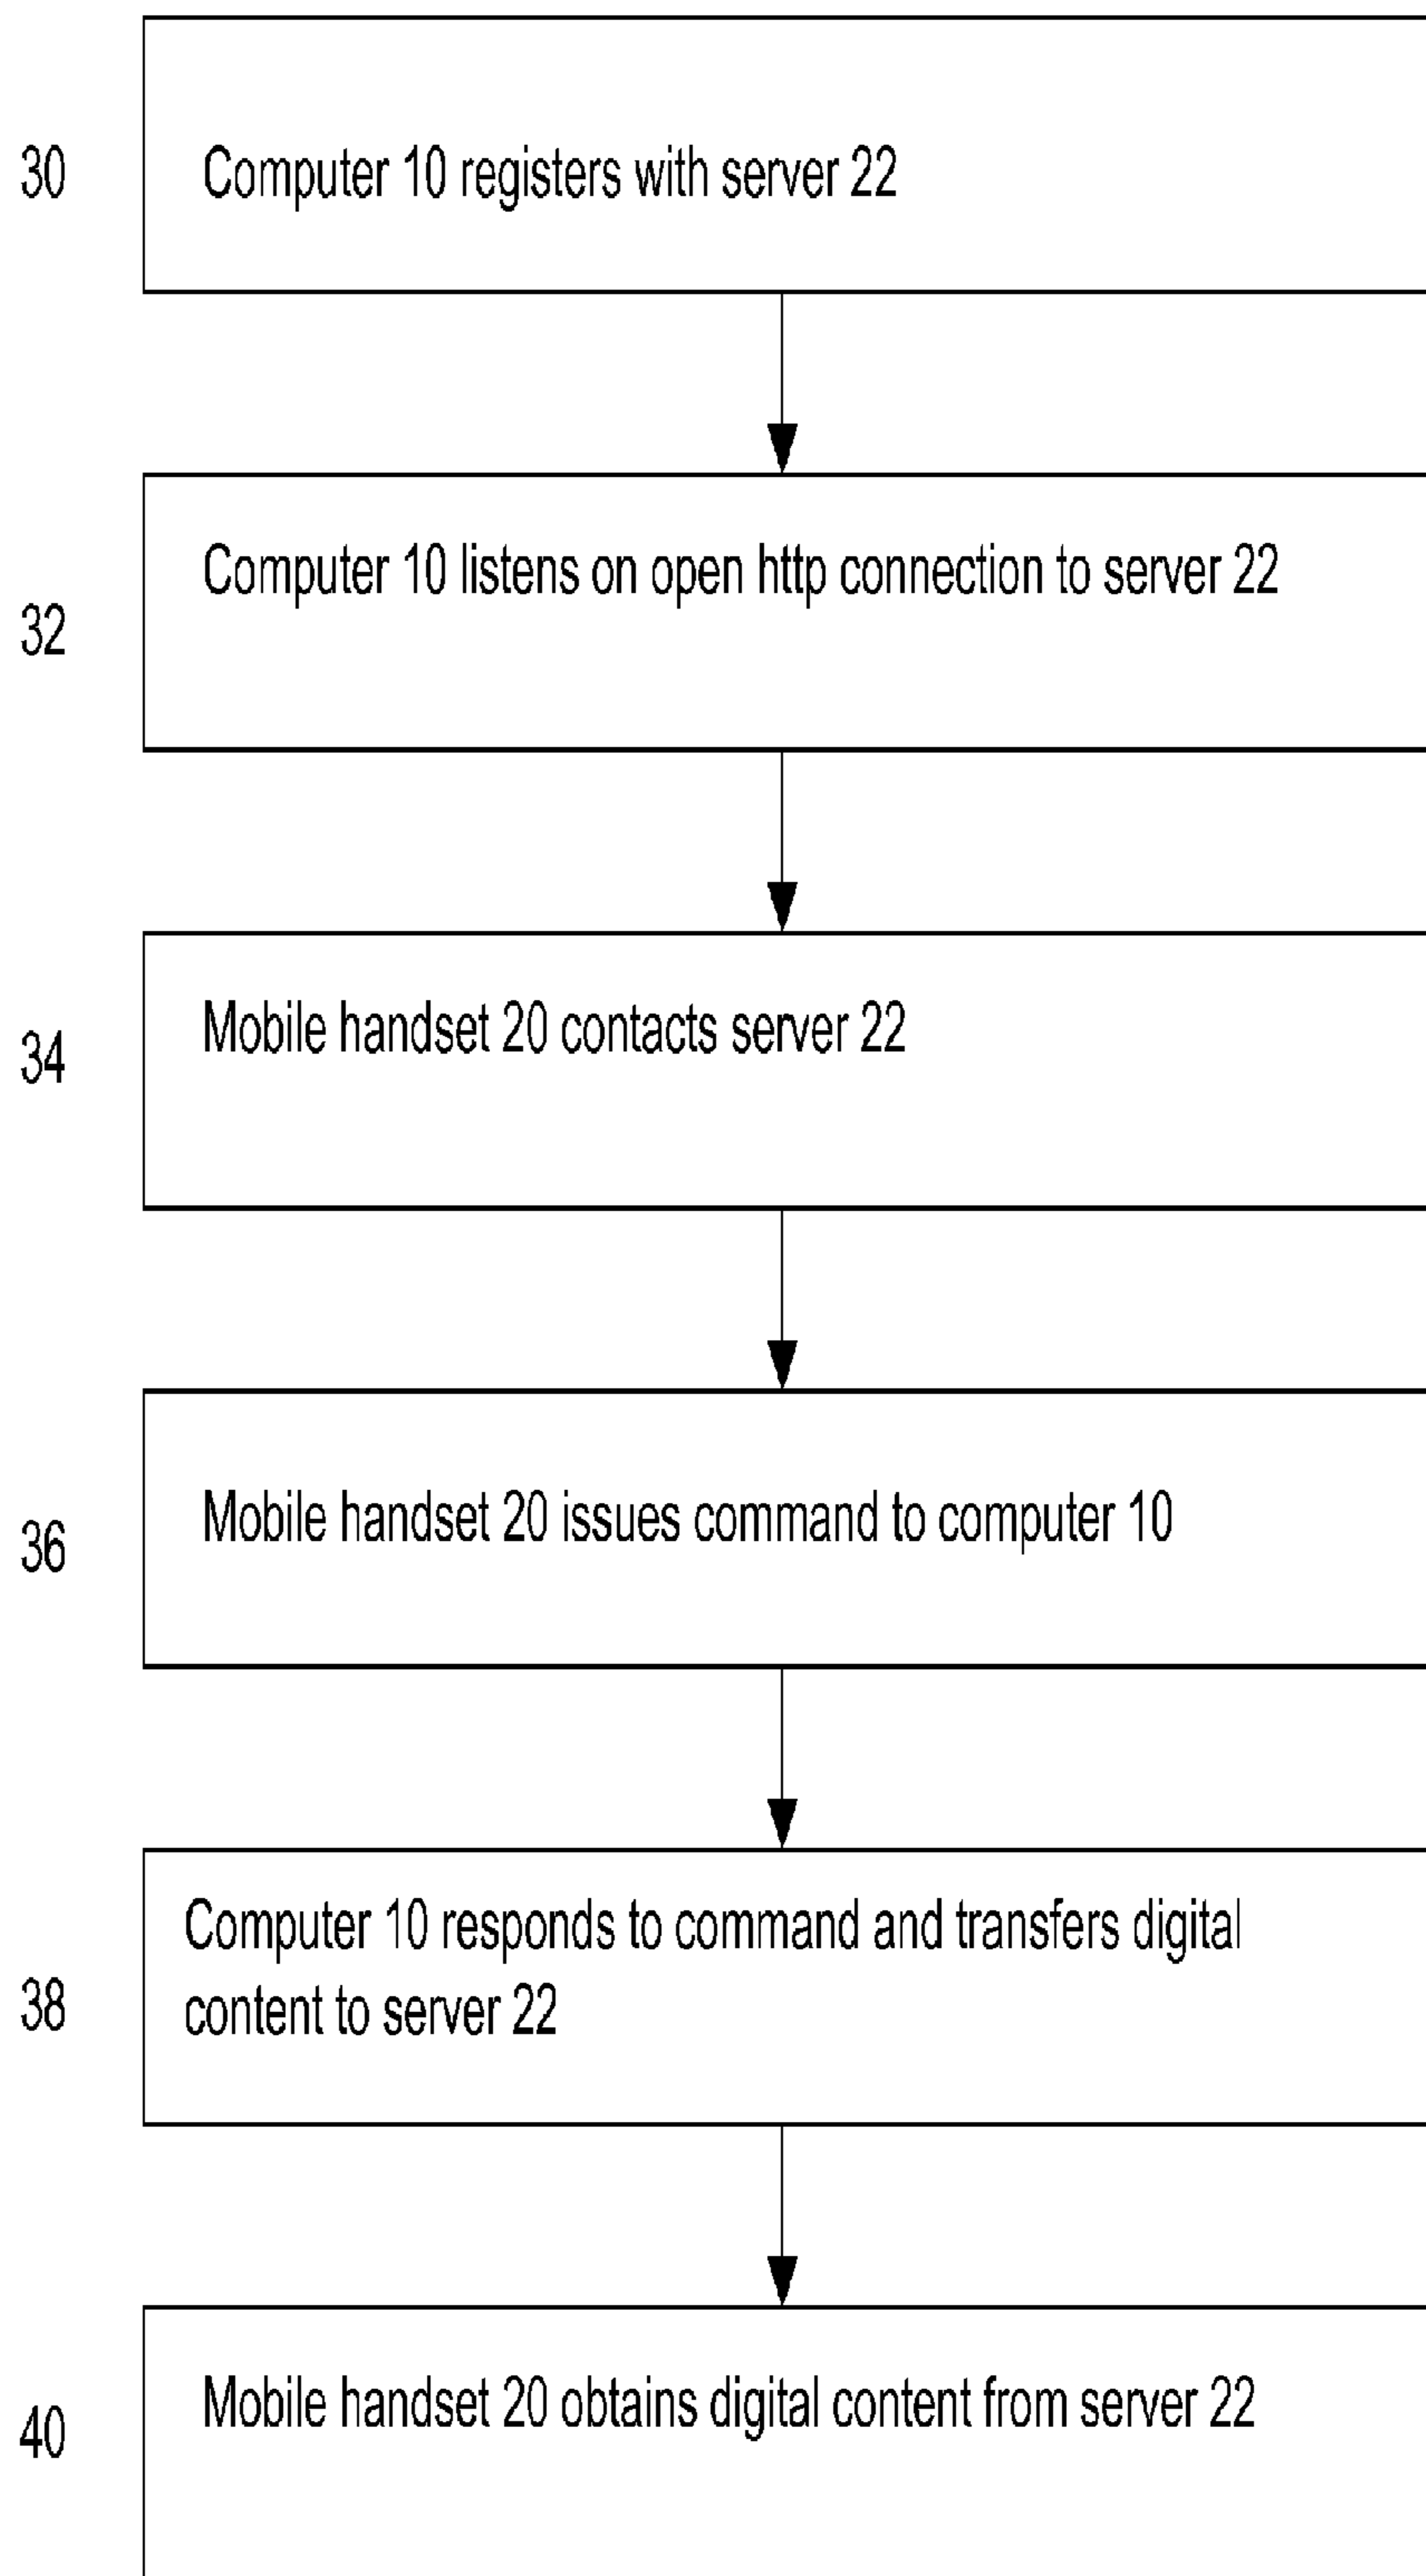 30
Computer 10 registers with server 22
32
Computer 10 listens on open http connection to server 22
34
Mobile handset 20 contacts server 22
36
Mobile handset 20 issues command to computer 10
38
Computer 10 responds to command and transfers digital
content to server 22
40
Mobile handset 20 obtains digital content from server 22